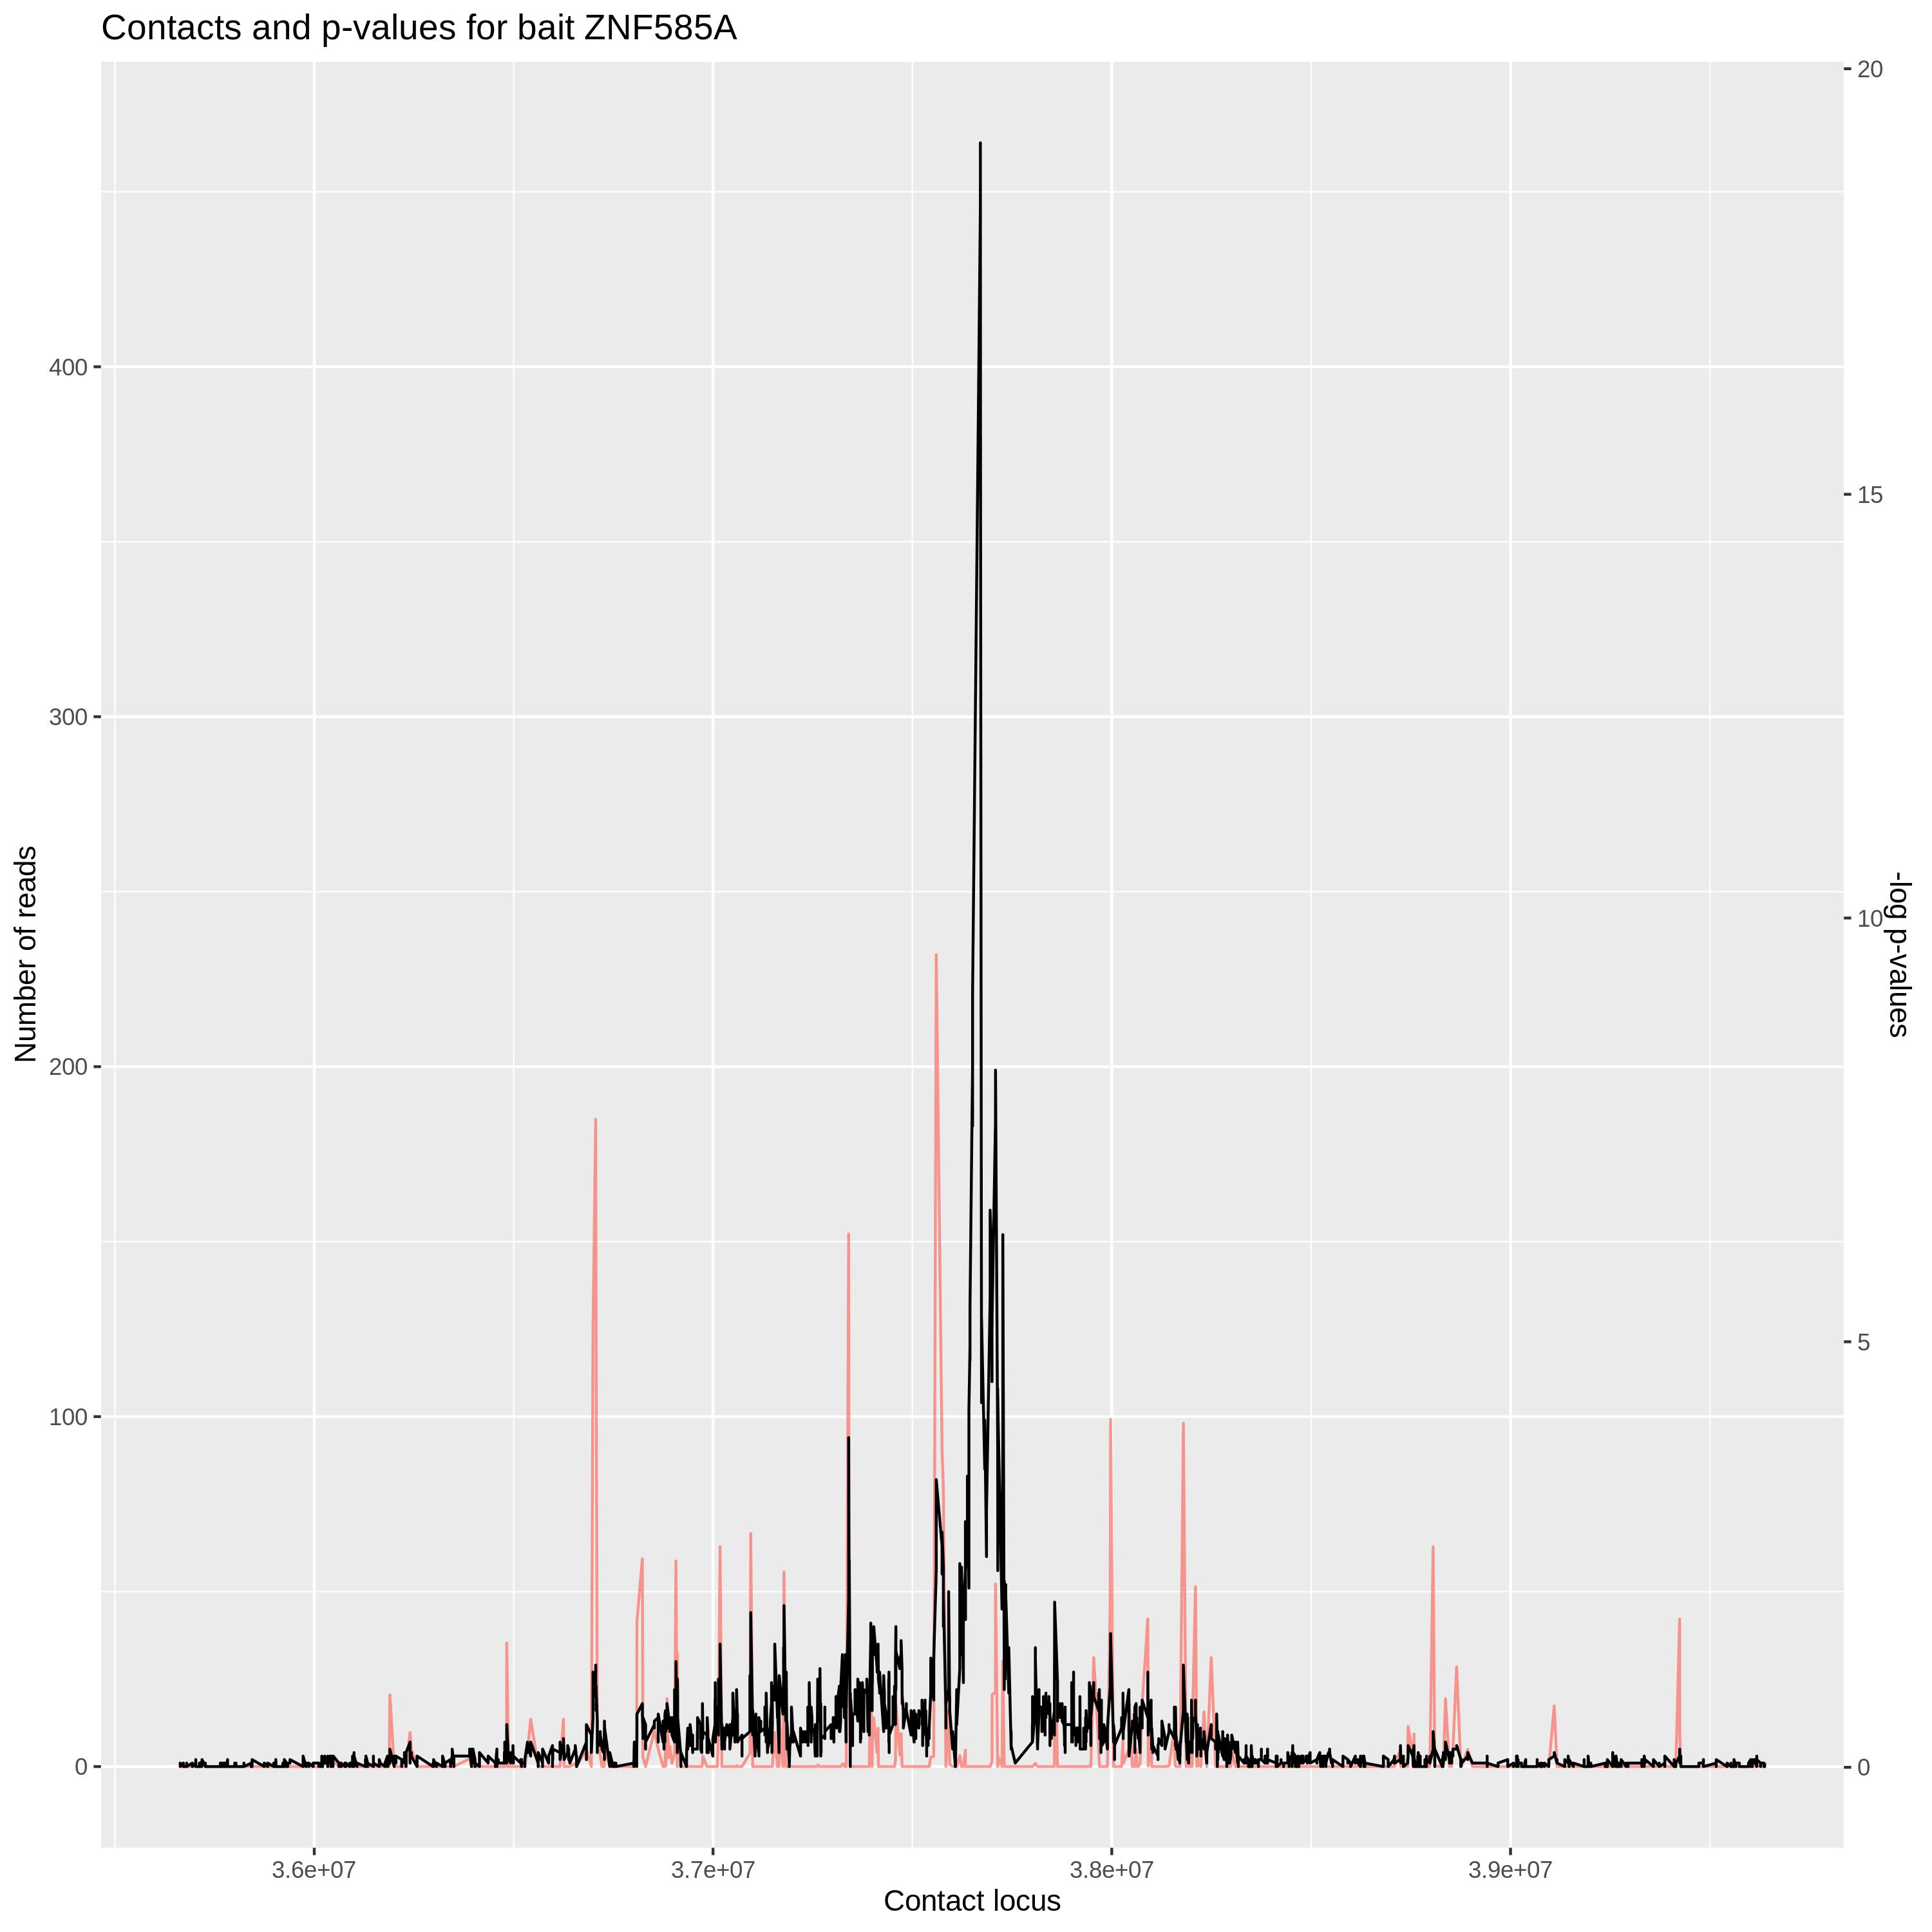 Contacts and p-values for bait ZNF585A
Number of reads
400
300
200
100
0
20
15
10
5
0
-log p-values
3.6e+07 3.7e+07 3.8e+07 3.9e+07
Contact locus